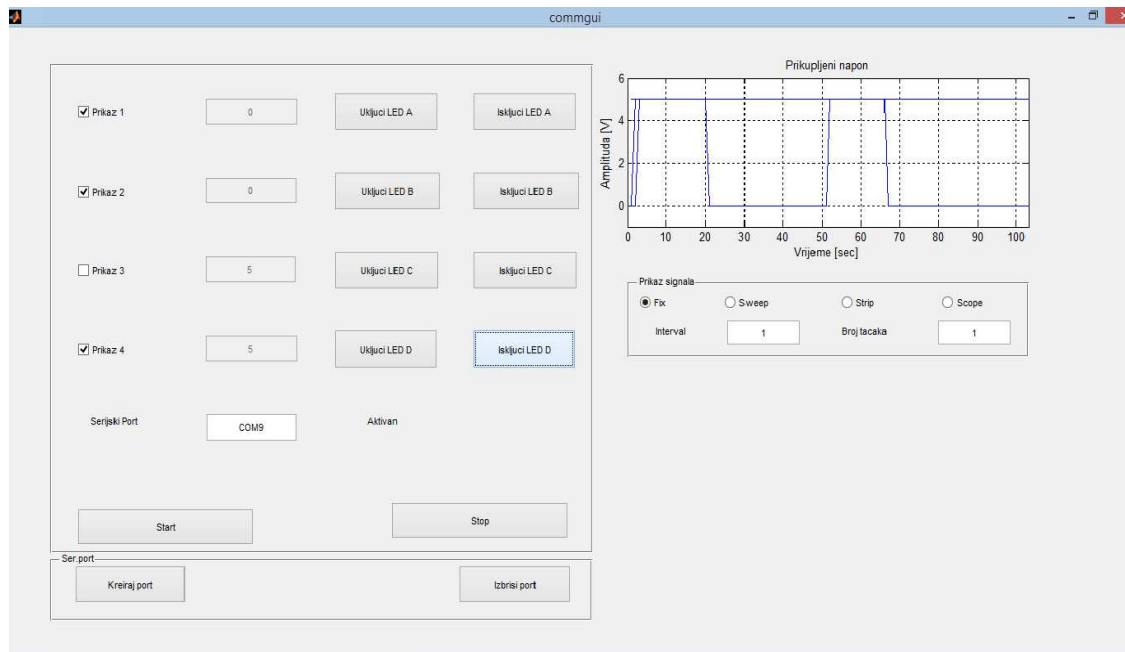 commgui
Prikaz 1
0
Ukljuci LED A
Iskljuci LED A
Prikaz 2
0
Ukljuci LED B
Iskljuci LED B
Prikaz 3
5
Ukljuci LED C
Iskljuci LED C
Prikaz 4
5
Ukljuci LED D
Iskljuci LED D
Serijski Port
COM9
Aktivan
Start
Stop
Ser.port
Kreiraj port
Izbrisi port
Prikupljeni napon
Amplituda [V]
6
4
2
0
0 10 20 30 40 50 60 70 80 90 100
Vrijeme [sec]
Prikaz signala
Fix
Sweep
Strip
Scope
Interval
1
Broj tacaka
1